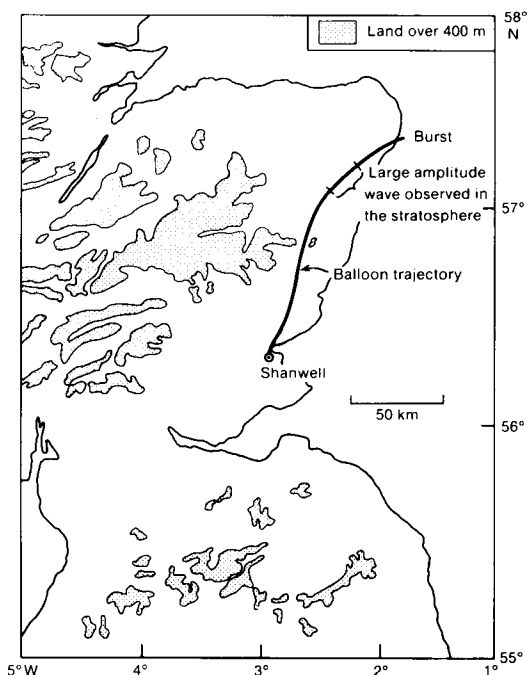 58°
N
Land over 400 m
Burst
Large amplitude
wave observed in
the stratosphere
57°
Balloon trajectory
Shanwell
50 km
56°
55°
5°W
4°
3°
2°
1°